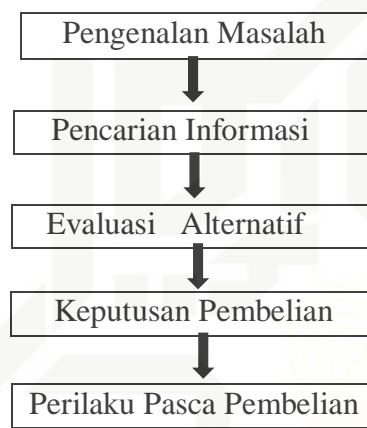 Pengenalan Masalah
Pencarian Informasi
Evaluasi Alternatif
Keputusan Pembelian
Perilaku Pasca Pembelian